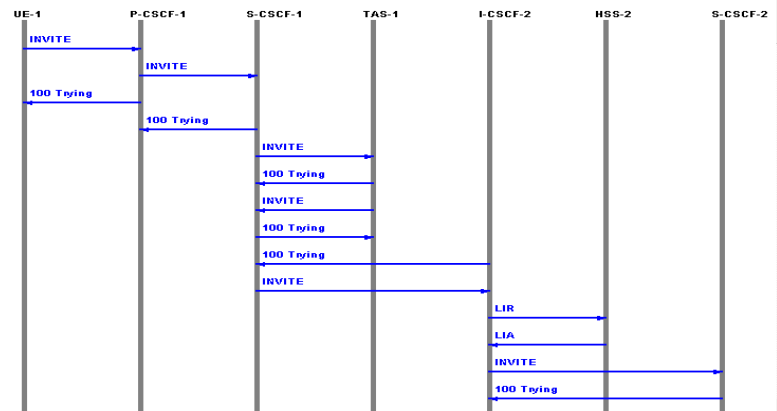 UE-1 P-CSCF-1 S-CSCF-1 TAS-1 I-CSCF-2 HSS-2 S-CSCF-2
INVITE
INVITE
100 Trying
100 Trying
INVITE
100 Trying
INVITE
100 Trying
100 Trying
INVITE
LIR
LIA
INVITE
100 Trying